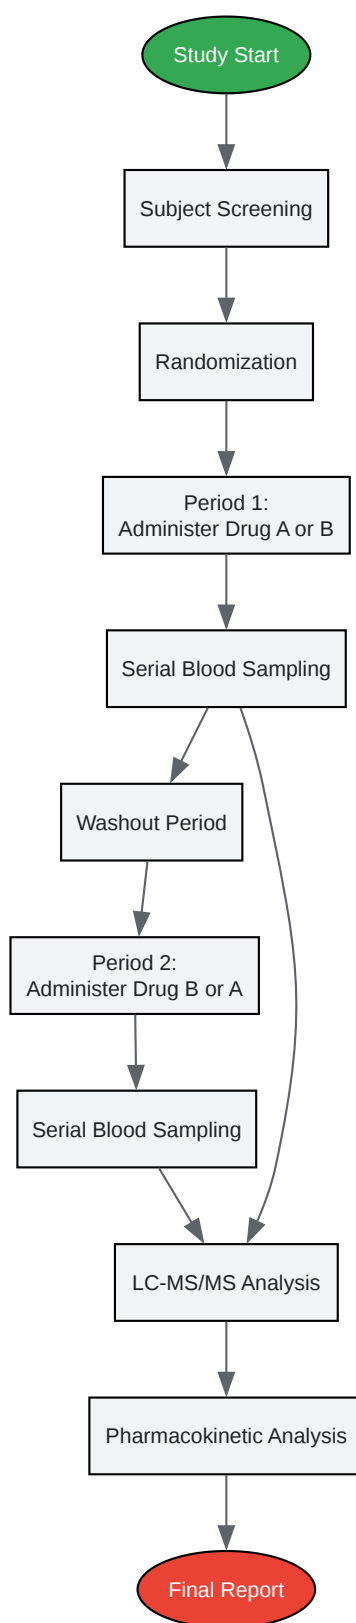 Study Start
Subject Screening
Randomization
Period 1:
Administer Drug A or B
Serial Blood Sampling
Washout Period
Period 2:
Administer Drug B or A
Serial Blood Sampling
LC-MS/MS Analysis
Pharmacokinetic Analysis
Final Report